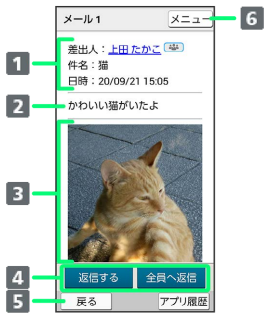 メール 1
メニュー
6
差出人：上田 たかこ
1
件名：猫
日時：20/09/21 15:05
2
かわいい猫がいたよ
3
4
返信する
全員へ返信
5
戻る
アプリ履歴